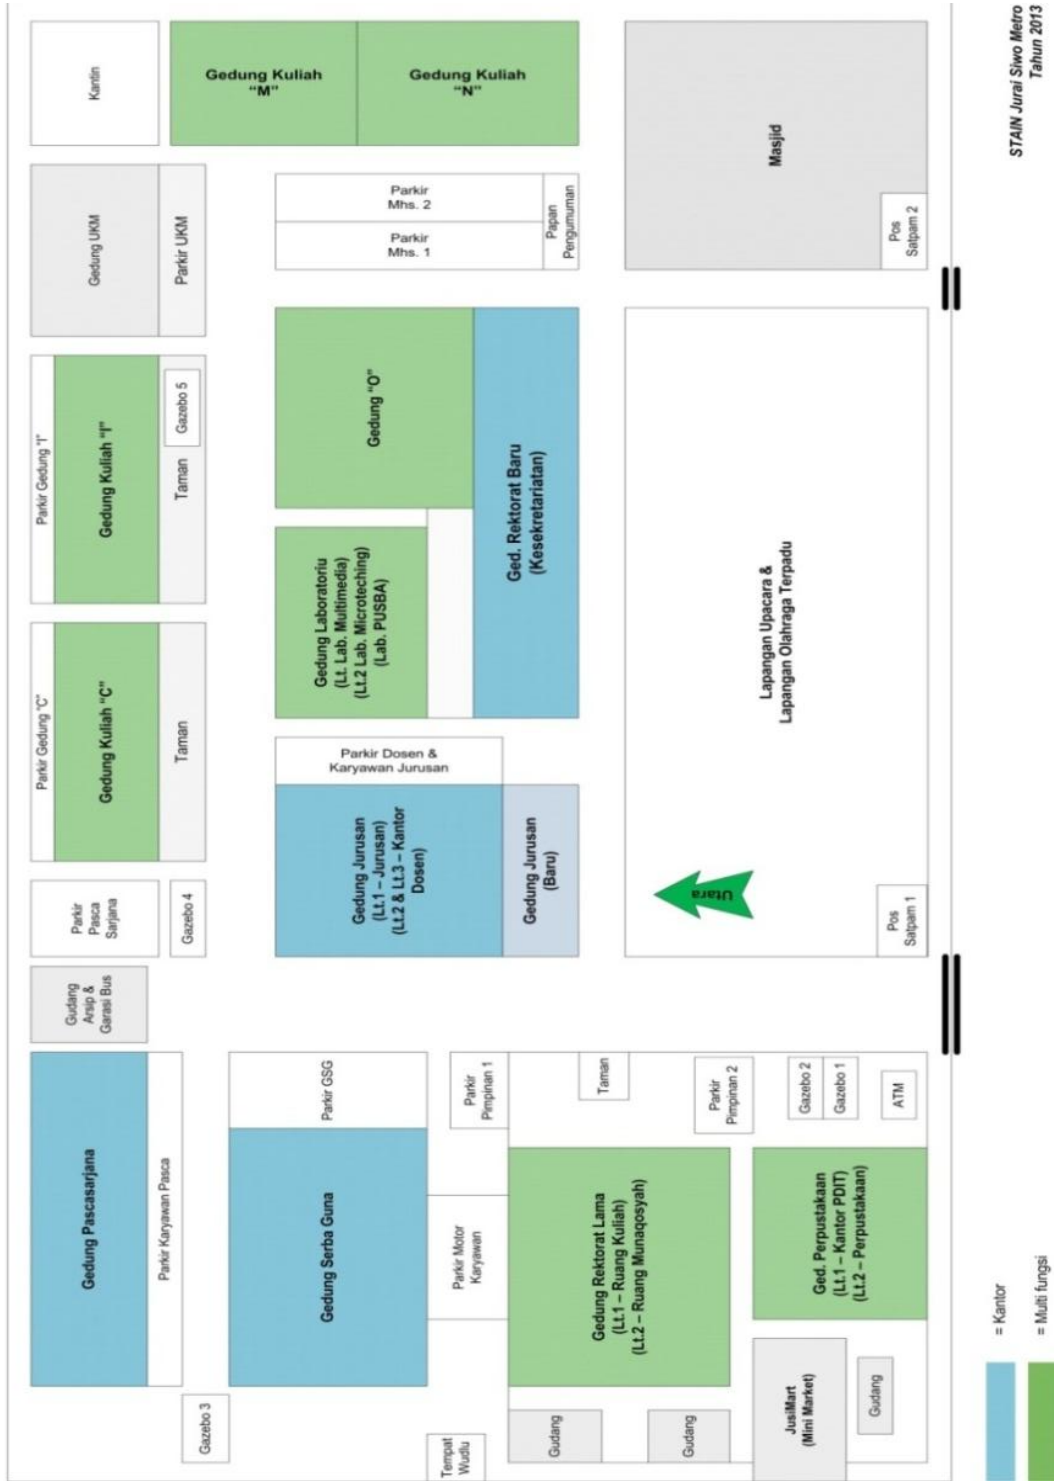 Kantin
Gedung Kuliah
"M"
Gedung Kuliah
"N"
Masjid
Pos
Satpam 2
STAIN Jurai Siwo Metro
Tahun 2013
Gedung UKM
Parkir UKM
Parkir
Mhs. 2
Parkir
Mhs. 1
Papan
Pengumuman
Parkir Gedung "I"
Gedung Kuliah "I"
Taman
Gazebo 5
Gedung "O"
Ged. Rektorat Baru
(Kesekretariatan)
Gedung Laboratoriu
(Lt. Lab. Multimedia)
(Lt.2 Lab. Microteching)
(Lab. PUSBA)
Lapangan Upacara &
Lapangan Olahraga Terpadu
Parkir Gedung "C"
Gedung Kuliah "C"
Taman
Parkir Dosen &
Karyawan Jurusan
Gedung Jurusan
(Lt.1 – Jurusan)
(Lt.2 & Lt.3 – Kantor
Dosen)
Gedung Jurusan
(Baru)
Utara
Pos
Satpam 1
Parkir
Pasca
Sarjana
Gazebo 4
Gudang
Arsip &
Garasi Bus
Gedung Pascasarjana
Parkir Karyawan Pasca
Parkir GSG
Gedung Serba Guna
Parkir
Pimpinan 1
Taman
Parkir
Pimpinan 2
Gazebo 2
Gazebo 1
ATM
Parkir Motor
Karyawan
Gedung Rektorat Lama
(Lt.1 – Ruang Kuliah)
(Lt.2 – Ruang Munaqosyah)
Ged. Perpustakaan
(Lt.1 – Kantor PDIT)
(Lt.2 – Perpustakaan)
Gazebo 3
Tempat
Wudlu
Gudang
Gudang
JusiMart
(Mini Market)
Gudang
= Kantor
= Multi fungsi